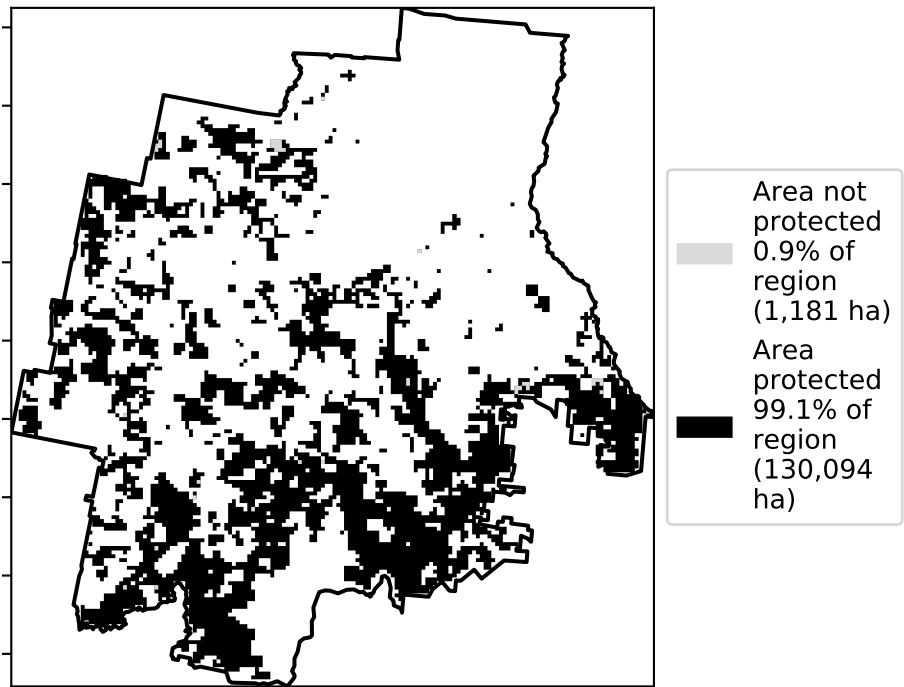 Area not
protected
0.9% of
region
(1,181 ha)
Area
protected
99.1% of
region
(130,094
ha)